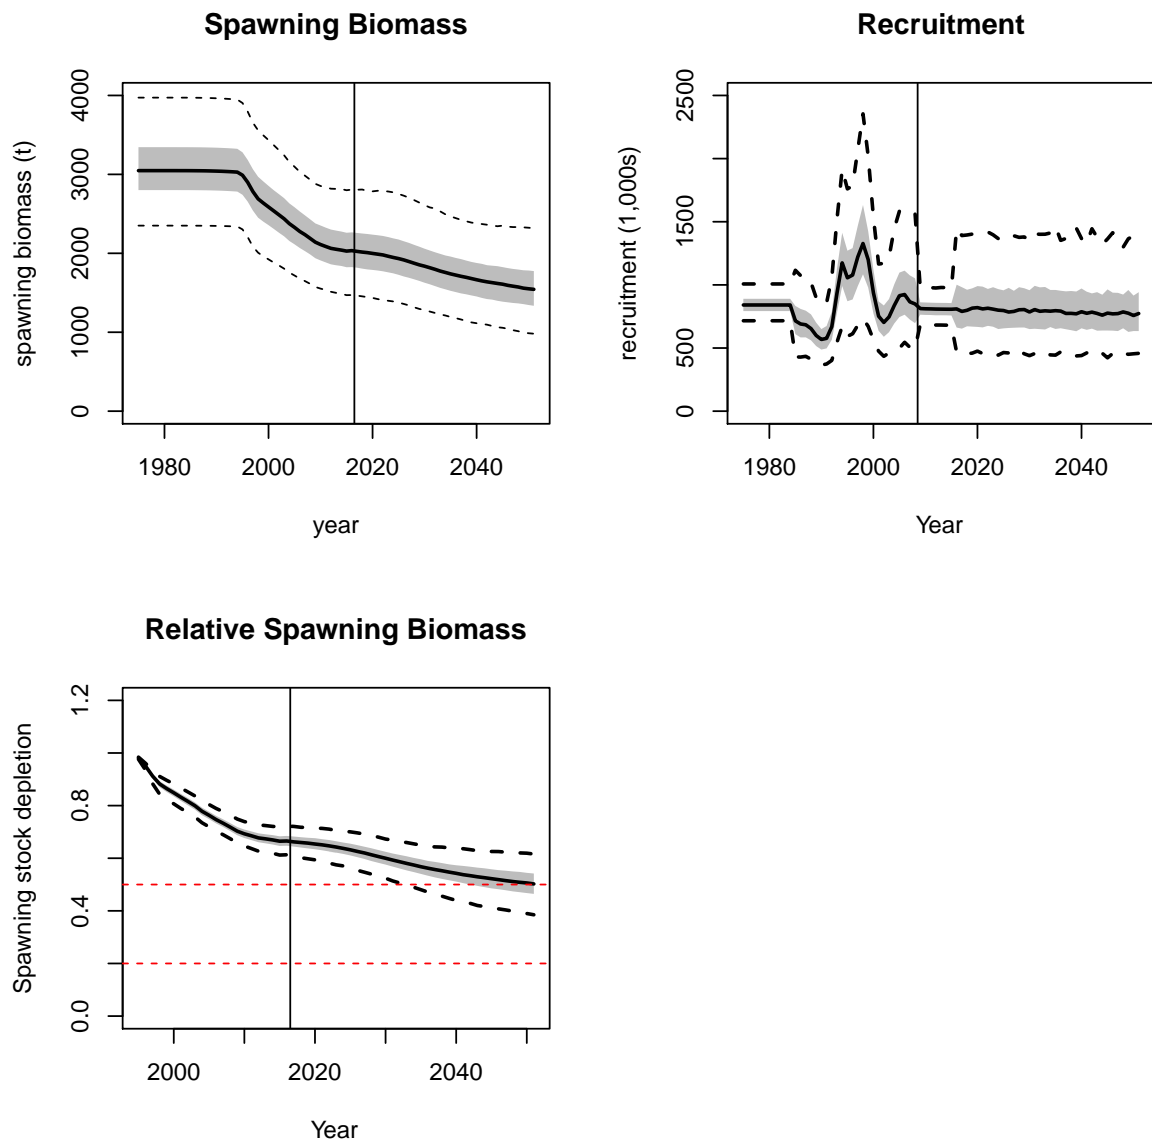 Spawning Biomass
spawning biomass (t)
4000
3000
2000
1000
0
1980 2000 2020 2040
year
Recruitment
recruitment (1,000s)
2500
1500
500
0
1980 2000 2020 2040
Year
Relative Spawning Biomass
Spawning stock depletion
1.2
0.8
0.4
0.0
2000 2020 2040
Year